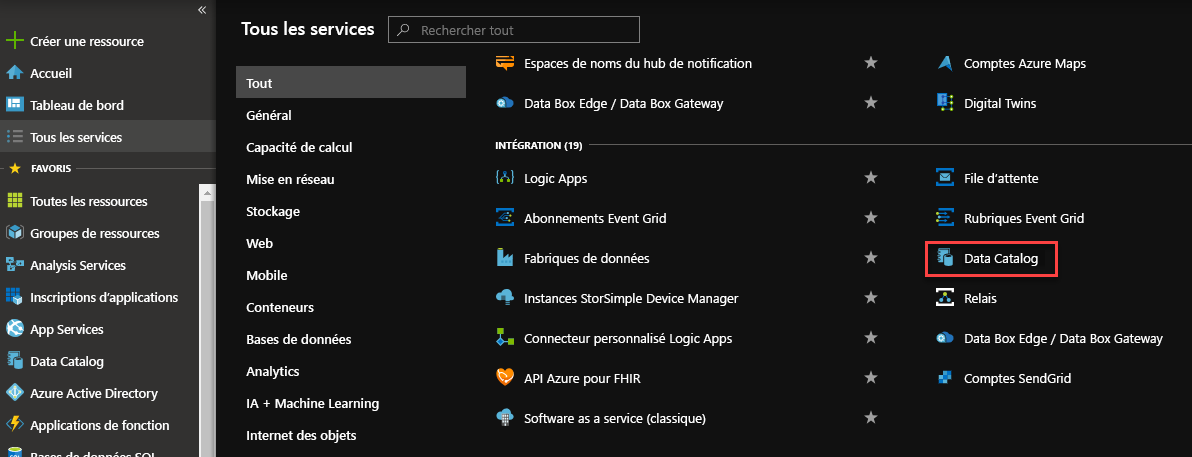 «
Créer une ressource
Accueil
Tableau de bord
Tous les services
FAVORIS
Toutes les ressources
Groupes de ressources
Analysis Services
Inscriptions d'applications
App Services
Data Catalog
Azure Active Directory
Applications de fonction
Bases de données SQL
Tous les services
Rechercher tout
Tout
Général
Capacité de calcul
Mise en réseau
Stockage
Web
Mobile
Conteneurs
Bases de données
Analytics
IA + Machine Learning
Internet des objets
Espaces de noms du hub de notification
Comptes Azure Maps
Data Box Edge / Data Box Gateway
Digital Twins
INTÉGRATION (19)
Logic Apps
File d'attente
Abonnements Event Grid
Rubriques Event Grid
Fabriques de données
Data Catalog
Instances StorSimple Device Manager
Relais
Connecteur personnalisé Logic Apps
Data Box Edge / Data Box Gateway
API Azure pour FHIR
Comptes SendGrid
Software as a service (classique)